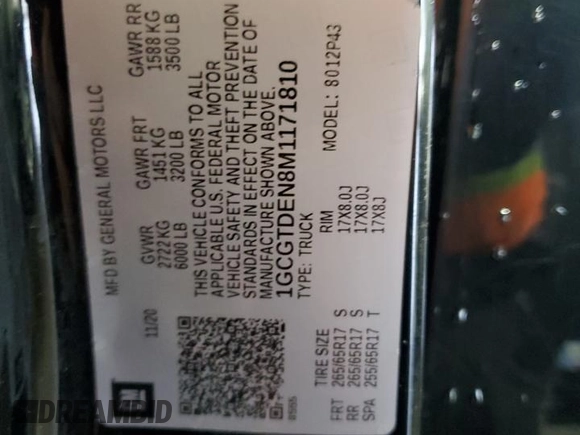 MFD BY GENERAL MOTORS LLC
11/20
GVWR GAWR FRT GAWR RR
2722 KG 1451 KG 1588 KG
6000 LB 3200 LB 3500 LB
THIS VEHICLE CONFORMS TO ALL
APPLICABLE U.S. FEDERAL MOTOR
VEHICLE SAFETY AND THEFT PREVENTION
STANDARDS IN EFFECT ON THE DATE OF
MANUFACTURE SHOWN ABOVE.
1GCGTDEN8M1171810
TYPE: TRUCK MODEL: 8012P43
TIRE SIZE RIM
FRT 265/65R17 S 17X8.0J
RR 265/65R17 S 17X8.0J
SPA 255/65R17 T 17X8J
DREAMBID